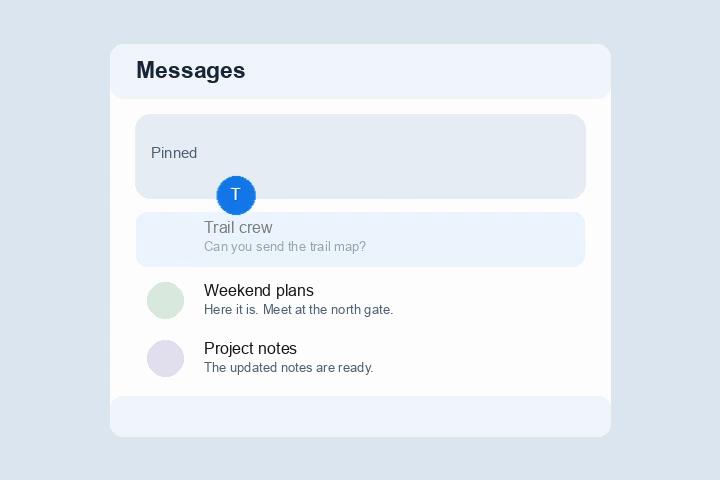 Messages
Pinned
T
Trail crew
Can you send the trail map?
Weekend plans
Here it is. Meet at the north gate.
Project notes
The updated notes are ready.